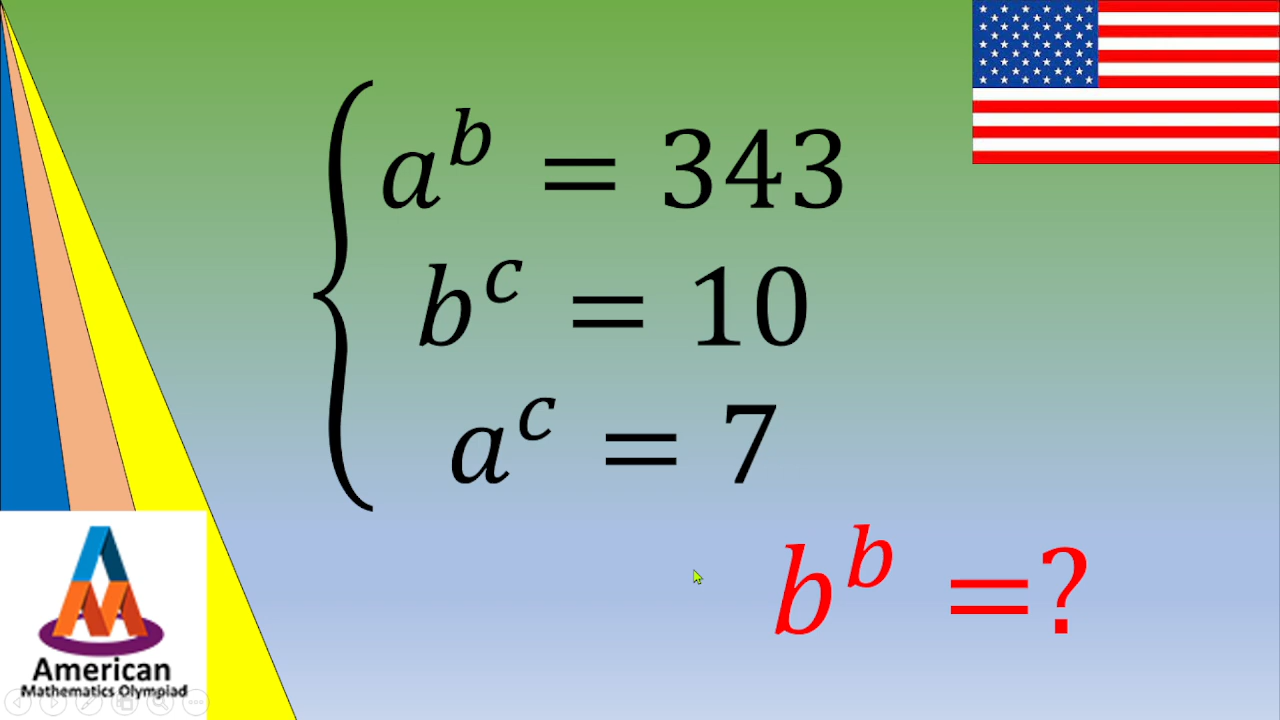 a^b = 343
b^c = 10
a^c = 7
b^b =?
American
Mathematics Olympiad